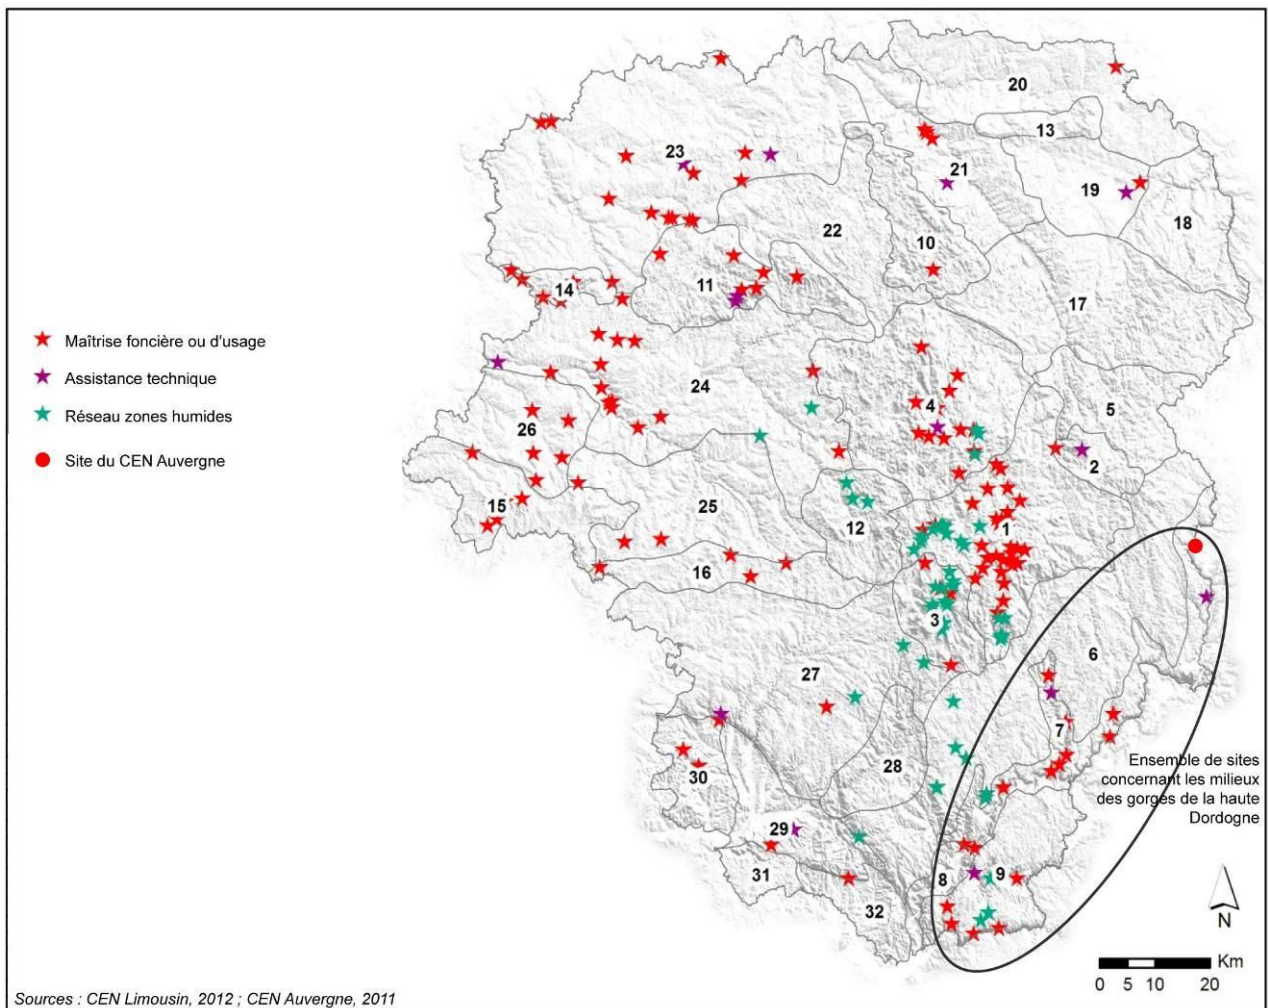 20
13
23
21
19
18
22
10
11
14
17
24
4
5
26
2
15
25
12
1
16
3
6
27
7
28
30
29
31
8
9
32
Maîtrise foncière ou d'usage
Assistance technique
Réseau zones humides
Site du CEN Auvergne
Ensemble de sites
concernant les milieux
des gorges de la haute
Dordogne
N
Km
0 5 10 20
Sources : CEN Limousin, 2012 ; CEN Auvergne, 2011